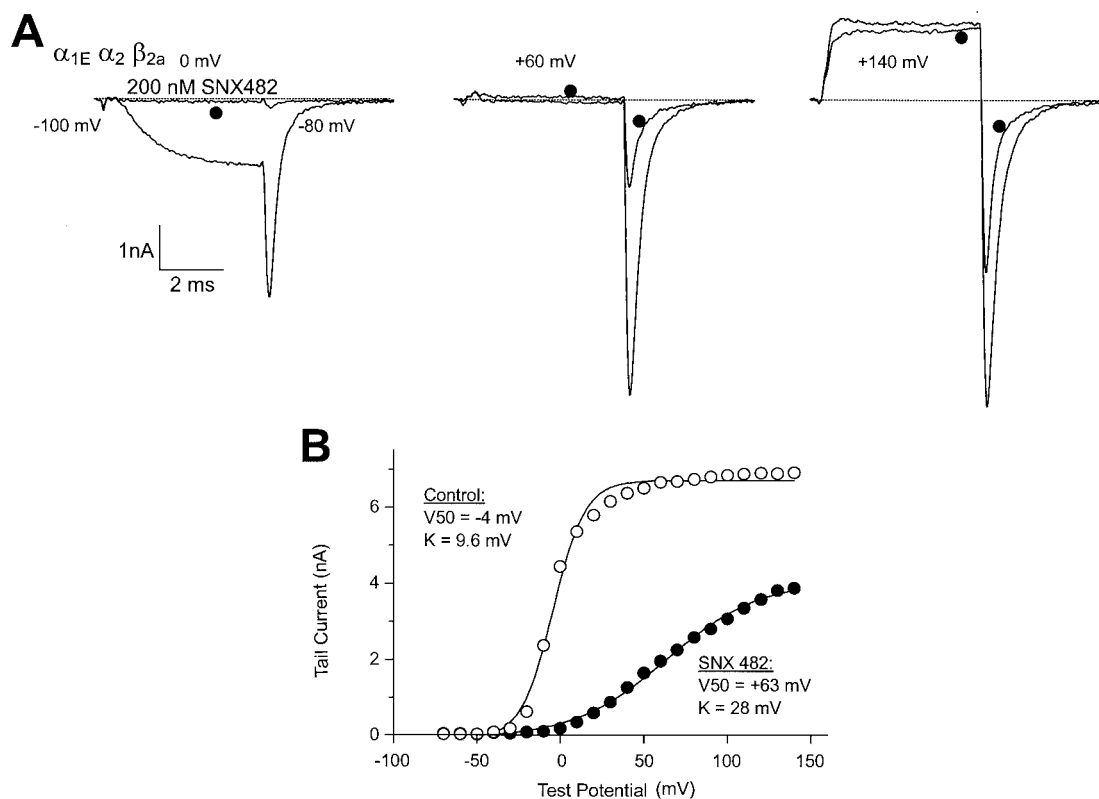 A
α1E α2 β2a 0 mV
200 nM SNX482
-100 mV
-80 mV
+60 mV
+140 mV
1nA
2 ms
B
Control:
V50 = -4 mV
K = 9.6 mV
SNX 482:
V50 = +63 mV
K = 28 mV
Tail Current (nA)
6
4
2
0
-100
-50
0
50
100
150
Test Potential (mV)